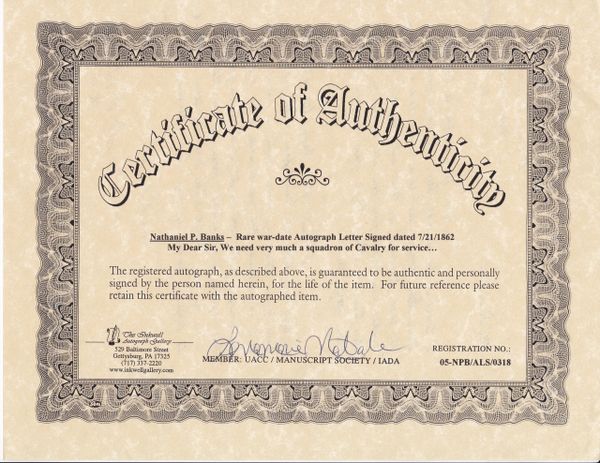 Certificate of Authenticity
Nathaniel P. Banks – Rare war-date Autograph Letter Signed dated 7/21/1862
My Dear Sir, We need very much a squadron of Cavalry for service…
The registered autograph, as described above, is guaranteed to be authentic and personally
signed by the person named herein, for the life of the item. For future reference please
retain this certificate with the autographed item.
The Inkwell
Autograph Gallery
529 Baltimore Street
Gettysburg, PA 17325
(717) 337-2220
www.inkwellgallery.com
MEMBER: UACC / MANUSCRIPT SOCIETY / IADA
REGISTRATION NO.:
05-NPB/ALS/0318